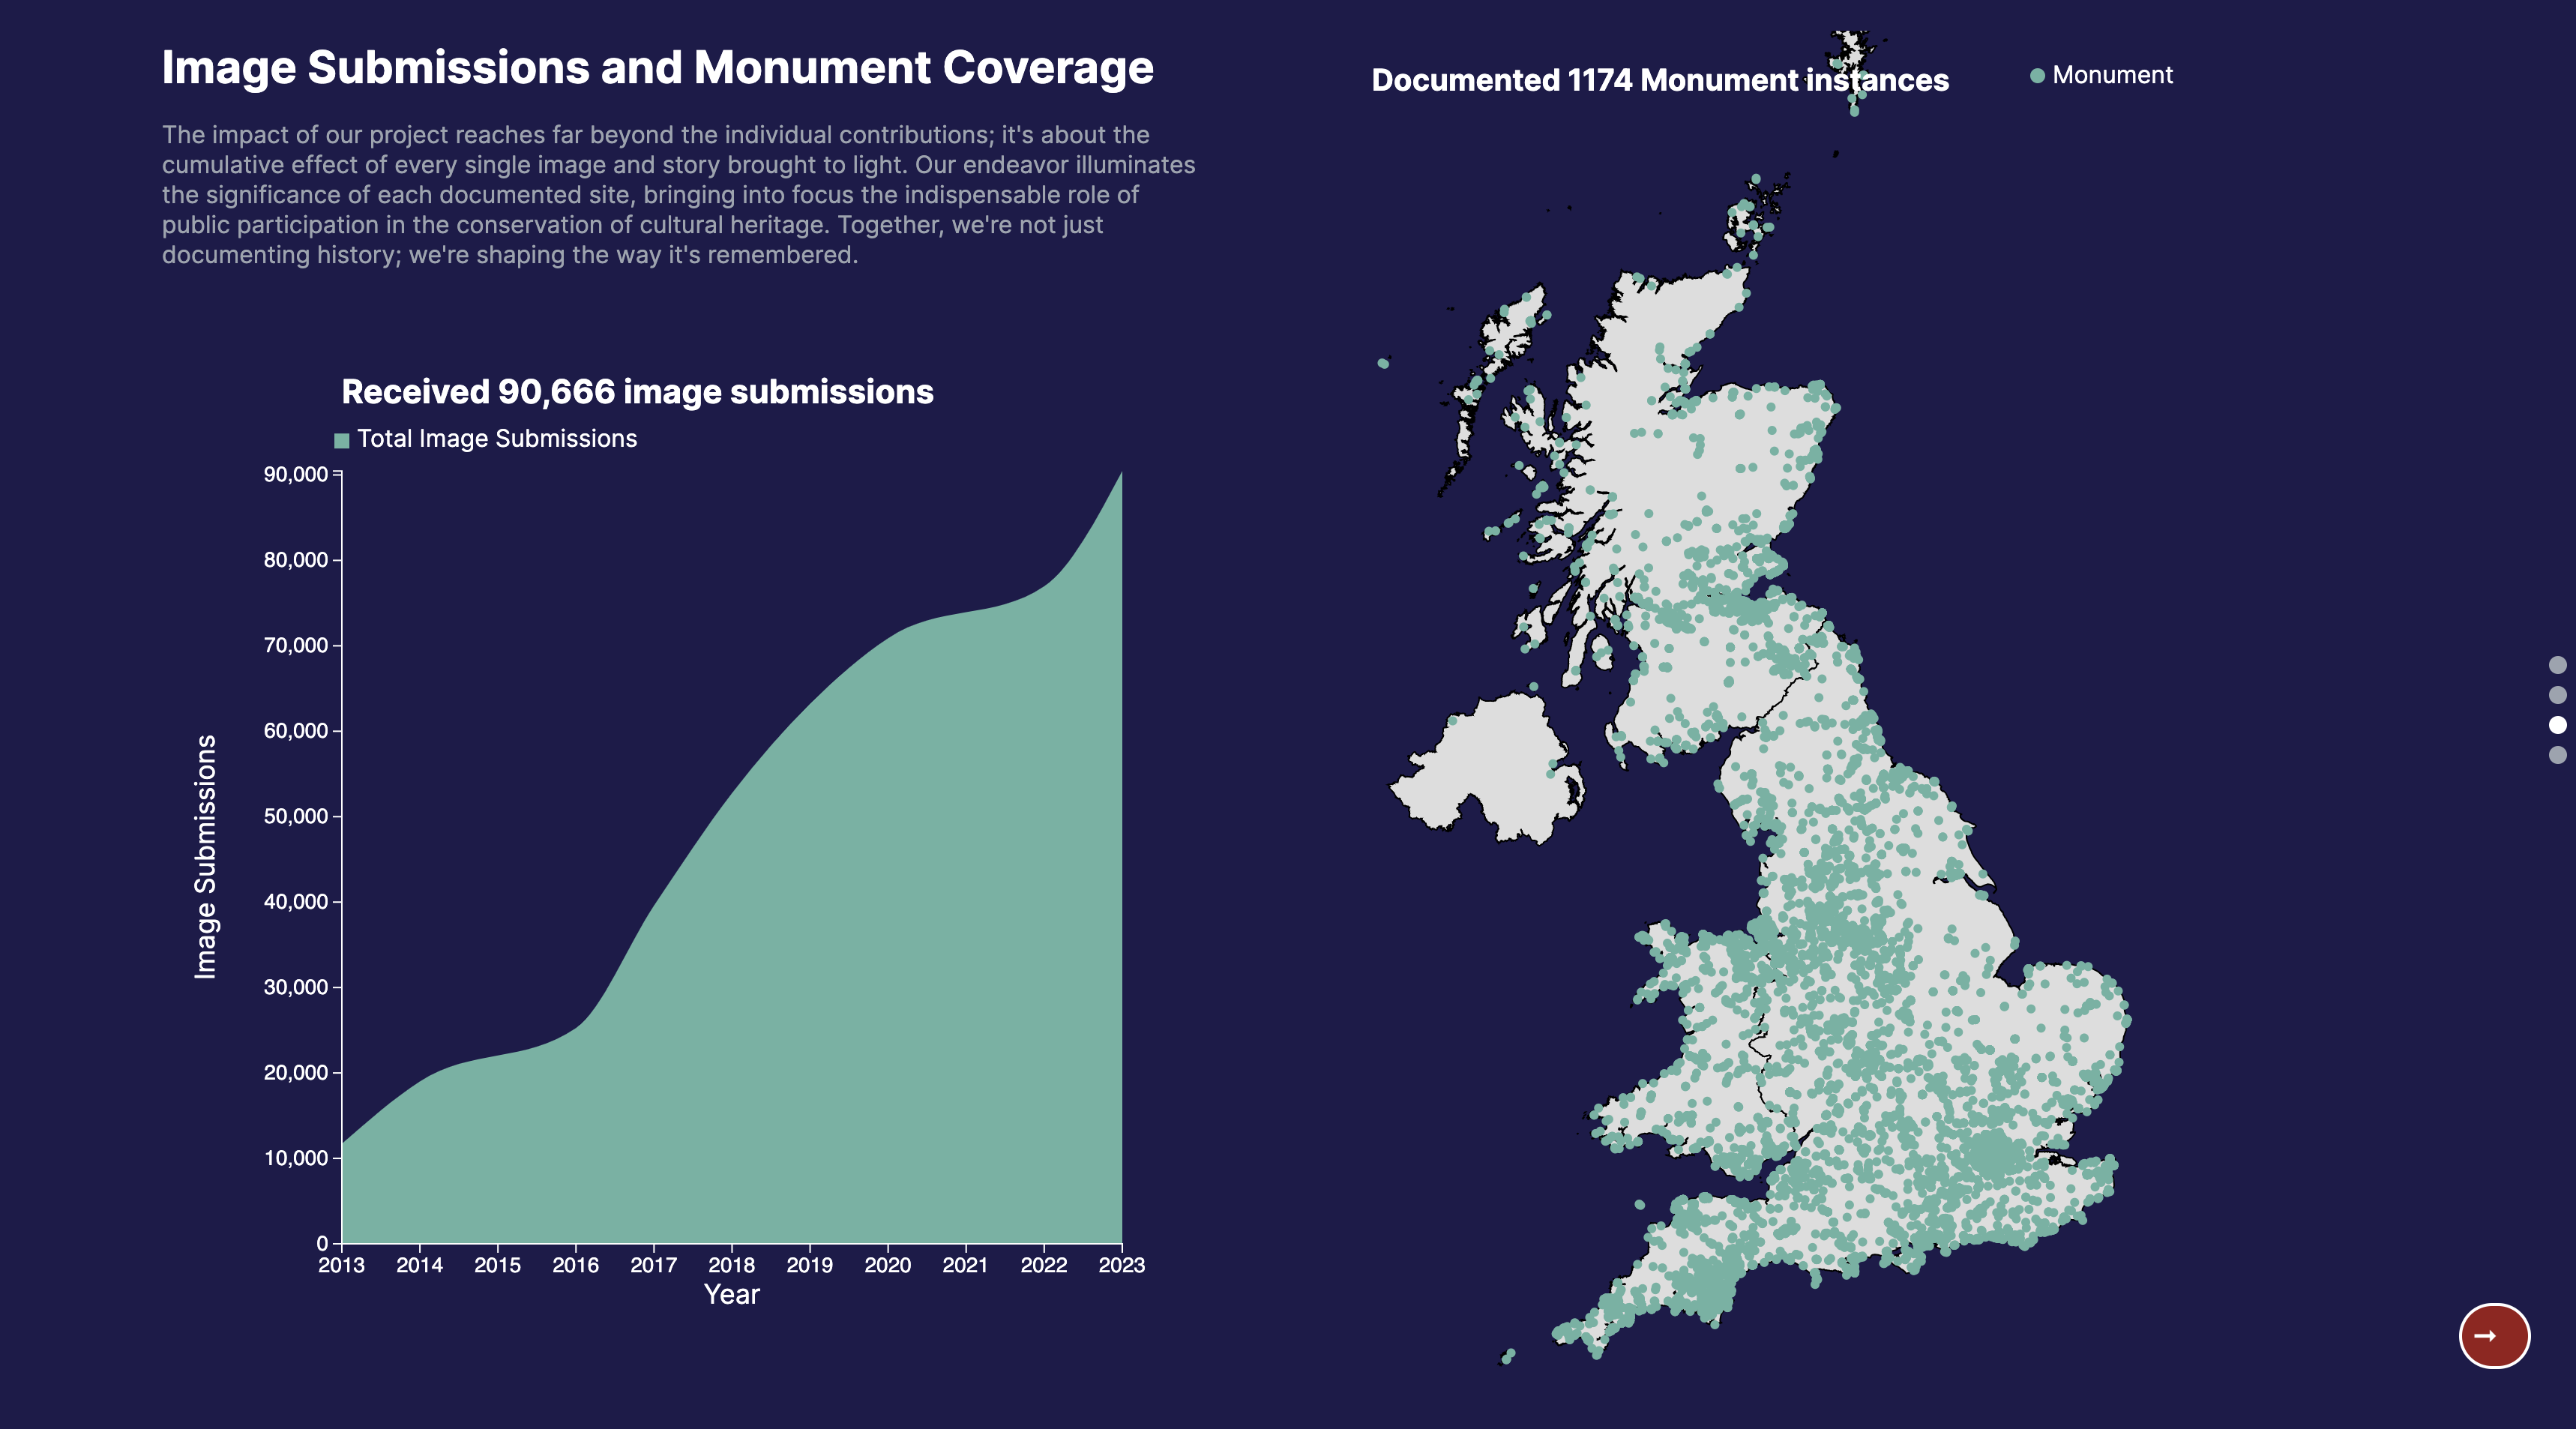 Image Submissions and Monument Coverage
The impact of our project reaches far beyond the individual contributions; it's about the
cumulative effect of every single image and story brought to light. Our endeavor illuminates
the significance of each documented site, bringing into focus the indispensable role of
public participation in the conservation of cultural heritage. Together, we're not just
documenting history; we're shaping the way it's remembered.
Received 90,666 image submissions
Total Image Submissions
90,000
80,000
70,000
60,000
50,000
40,000
30,000
20,000
10,000
0
Image Submissions
2013 2014 2015 2016 2017 2018 2019 2020 2021 2022 2023
Year
Documented 1174 Monument instances
Monument